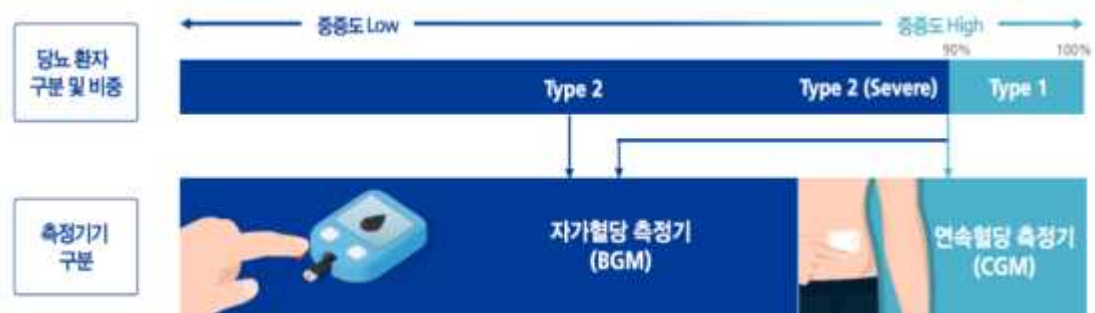 당뇨 환자
구분 및 비중
중증도 Low
중증도 High
90%
100%
Type 2
Type 2 (Severe)
Type 1
측정기기
구분
자가혈당 측정기
(BGM)
연속혈당 측정기
(CGM)